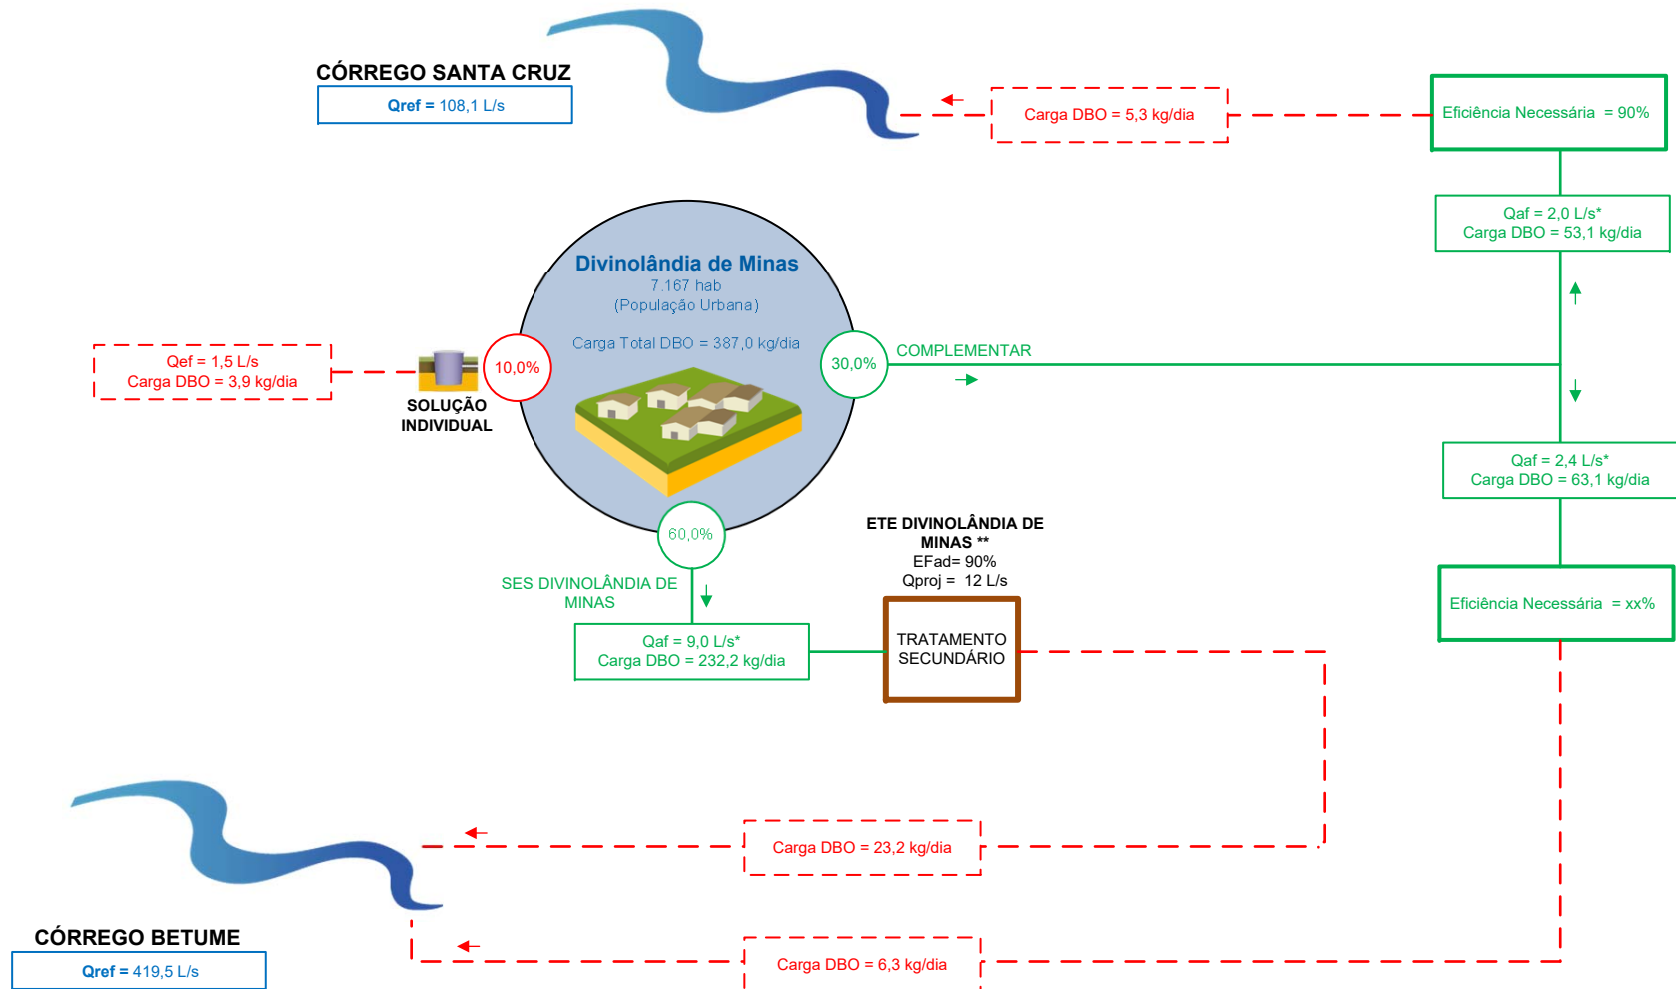 CÓRREGO SANTA CRUZ
Qref = 108,1 L/s
Carga DBO = 5,3 kg/dia
Eficiência Necessária = 90%
Qaf = 2,0 L/s*
Carga DBO = 53,1 kg/dia
Divinolândia de Minas
7.167 hab
(População Urbana)
Carga Total DBO = 387,0 kg/dia
Qef = 1,5 L/s
Carga DBO = 3,9 kg/dia
SOLUÇÃO
INDIVIDUAL
10,0%
30,0%
COMPLEMENTAR
Qaf = 2,4 L/s*
Carga DBO = 63,1 kg/dia
60,0%
SES DIVINOLÂNDIA DE
MINAS
Qaf = 9,0 L/s*
Carga DBO = 232,2 kg/dia
ETE DIVINOLÂNDIA DE
MINAS **
EFad= 90%
Qproj = 12 L/s
TRATAMENTO
SECUNDÁRIO
Eficiência Necessária = xx%
Carga DBO = 23,2 kg/dia
CÓRREGO BETUME
Qref = 419,5 L/s
Carga DBO = 6,3 kg/dia